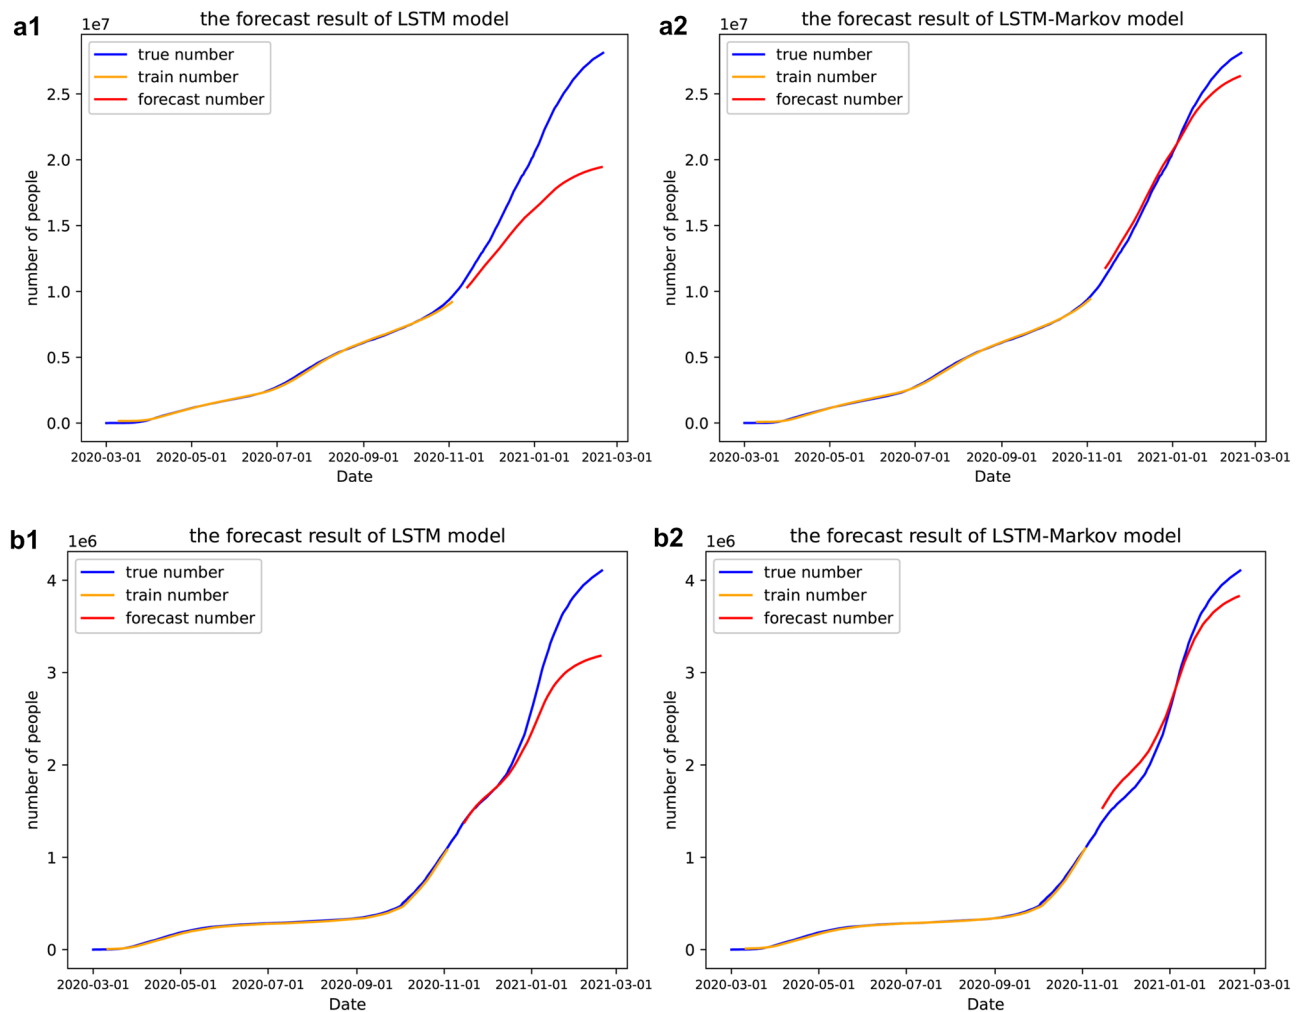 a1
the forecast result of LSTM model
1e7
true number
train number
forecast number
2.5
2.0
1.5
1.0
0.5
0.0
number of people
2020-03-01 2020-05-01 2020-07-01 2020-09-01 2020-11-01 2021-01-01 2021-03-01
Date
a2
the forecast result of LSTM-Markov model
1e7
true number
train number
forecast number
2.5
2.0
1.5
1.0
0.5
0.0
number of people
2020-03-01 2020-05-01 2020-07-01 2020-09-01 2020-11-01 2021-01-01 2021-03-01
Date
b1
the forecast result of LSTM model
1e6
true number
train number
forecast number
4
3
2
1
0
number of people
2020-03-01 2020-05-01 2020-07-01 2020-09-01 2020-11-01 2021-01-01 2021-03-01
Date
b2
the forecast result of LSTM-Markov model
1e6
true number
train number
forecast number
4
3
2
1
0
number of people
2020-03-01 2020-05-01 2020-07-01 2020-09-01 2020-11-01 2021-01-01 2021-03-01
Date